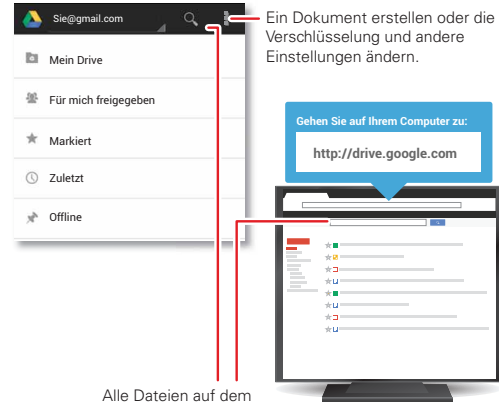 Sie@gmail.com
Mein Drive
Für mich freigegeben
Markiert
Zuletzt
Offline
Ein Dokument erstellen oder die
Verschlüsselung und andere
Einstellungen ändern.
Gehen Sie auf Ihrem Computer zu:
http://drive.google.com
Alle Dateien auf dem